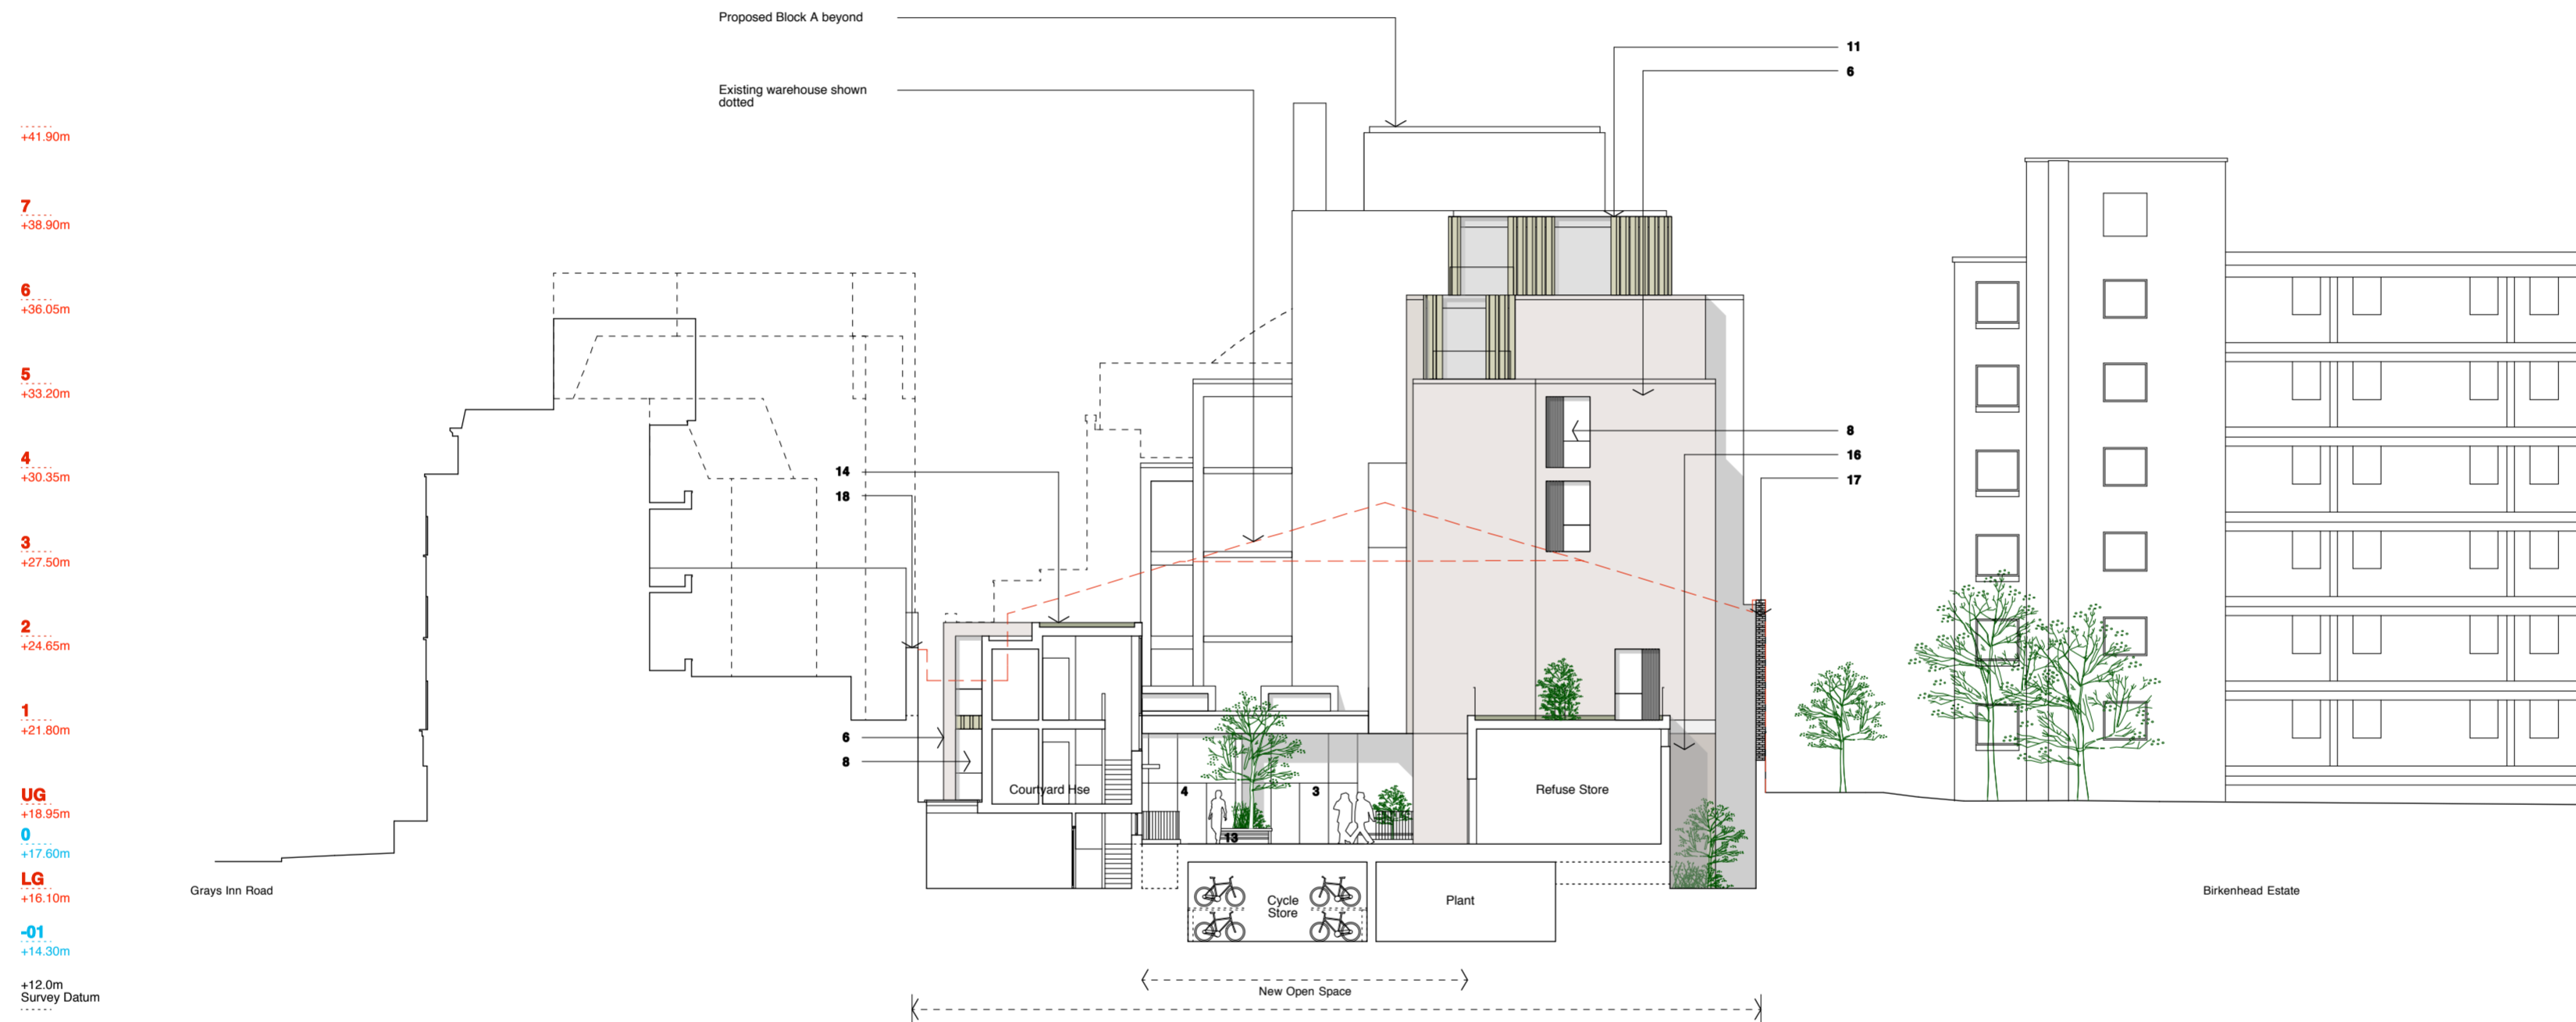 Proposed Block A beyond
11
6
Existing warehouse shown
dotted
+41.90m
7
+38.90m
6
+36.05m
5
+33.20m
8
4
+30.35m
14
16
18
17
3
+27.50m
2
+24.65m
1
+21.80m
6
8
UG
+18.95m
Courtyard Hse
4
3
Refuse Store
0
+17.60m
13
LG
+16.10m
Grays Inn Road
Birkenhead Estate
Cycle
Store
Plant
-01
+14.30m
+12.0m
Survey Datum
New Open Space